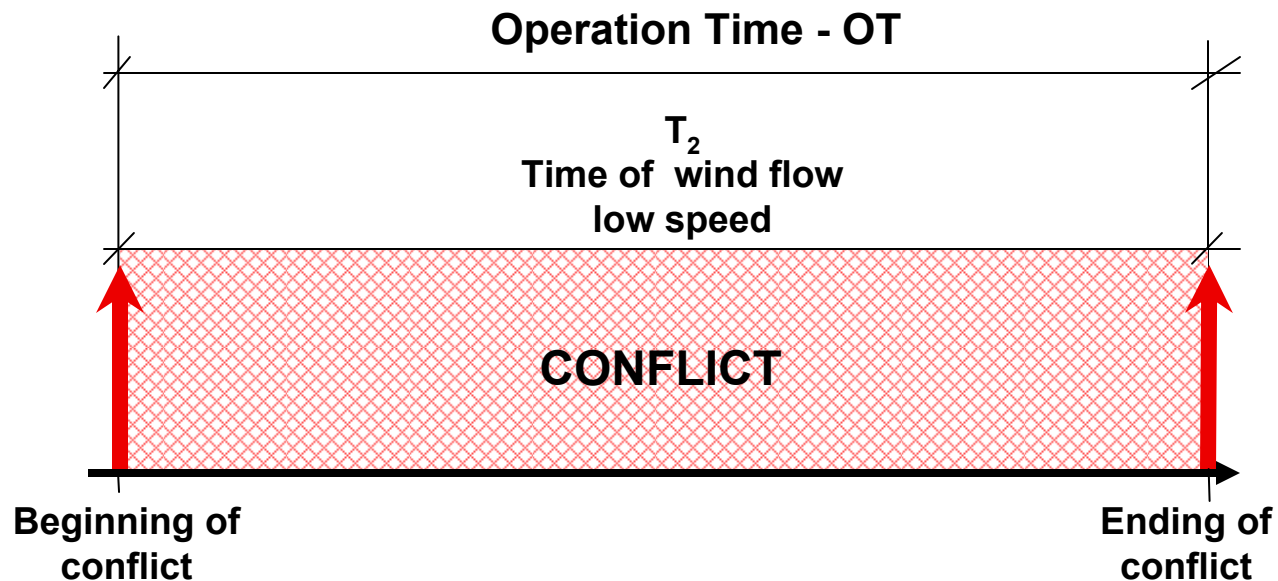 Operation Time - OT
T₂
Time of wind flow
low speed
CONFLICT
Beginning of
conflict
Ending of
conflict